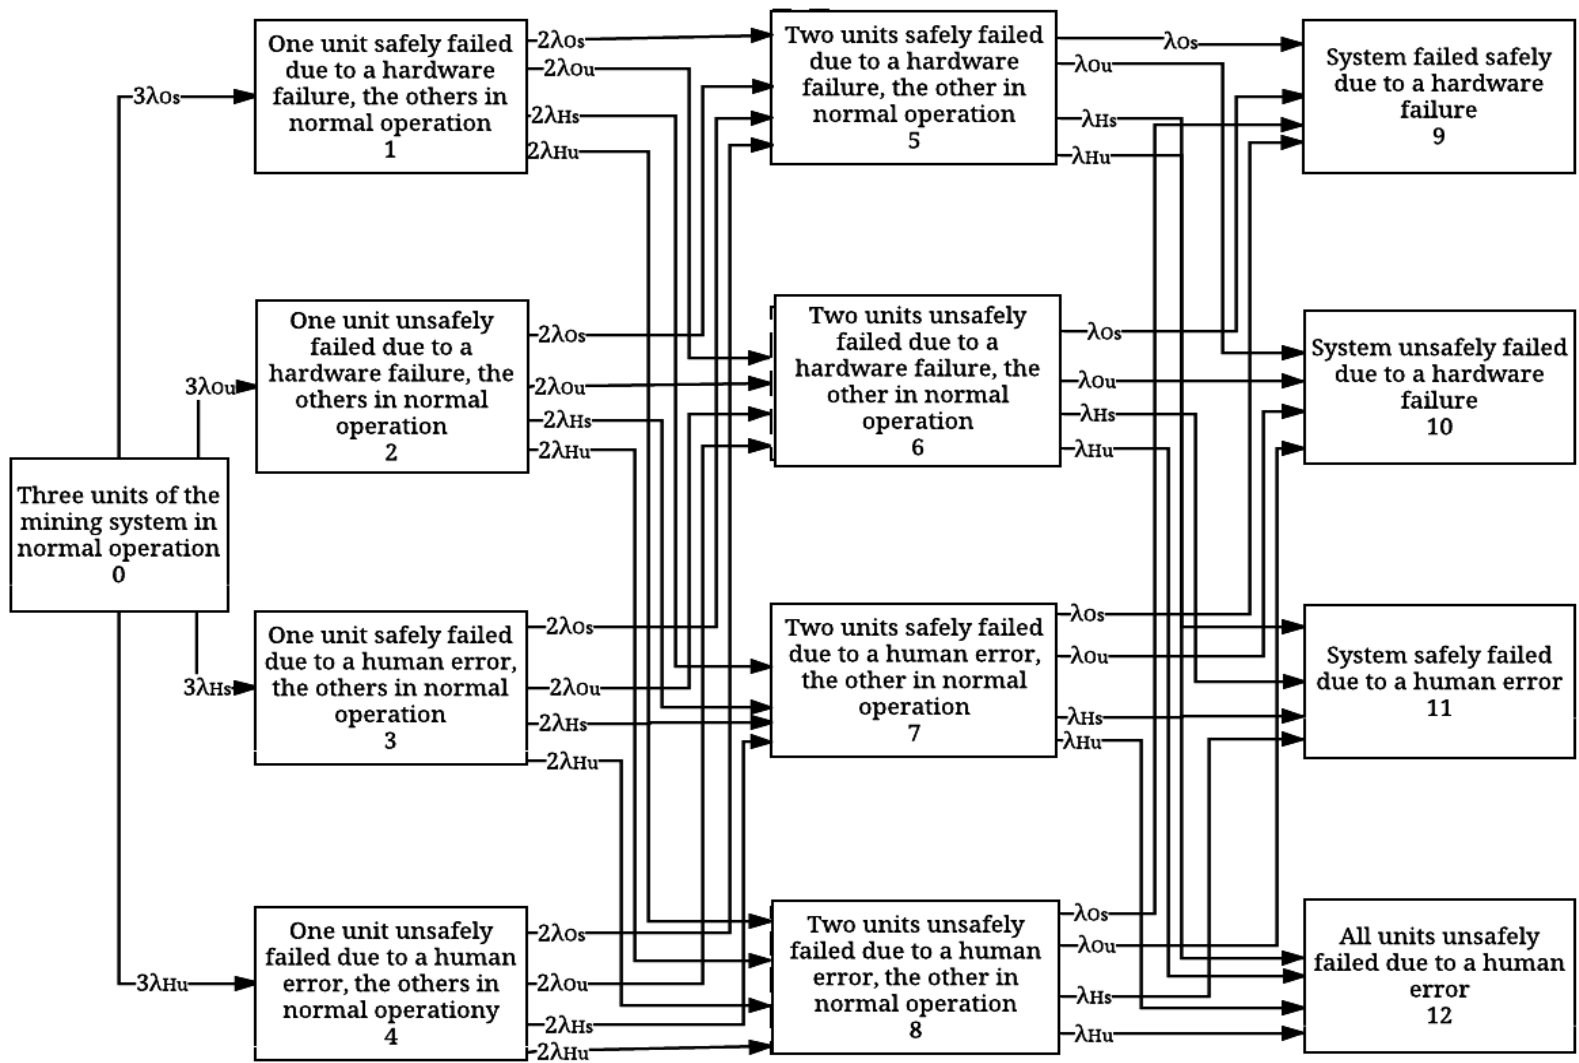 One unit safely failed
due to a hardware
failure, the others in
normal operation
1
2λOs
2λOu
2λHs
2λHu
Two units safely failed
due to a hardware
failure, the other in
normal operation
5
λOs
λOu
λHs
λHu
System failed safely
due to a hardware
failure
9
3λOs
One unit unsafely
failed due to a
hardware failure, the
others in normal
operation
2
2λOs
2λOu
2λHs
2λHu
Two units unsafely
failed due to a
hardware failure, the
other in normal
operation
6
λOs
λOu
λHs
λHu
System unsafely failed
due to a hardware
failure
10
3λOu
Three units of the
mining system in
normal operation
0
3λHs
One unit safely failed
due to a human error,
the others in normal
operation
3
2λOs
2λOu
2λHs
2λHu
Two units safely failed
due to a human error,
the other in normal
operation
7
λOs
λOu
λHs
λHu
System safely failed
due to a human error
11
3λHu
One unit unsafely
failed due to a human
error, the others in
normal operationy
4
2λOs
2λOu
2λHs
2λHu
Two units unsafely
failed due to a human
error, the other in
normal operation
8
λOs
λOu
λHs
λHu
All units unsafely
failed due to a human
error
12